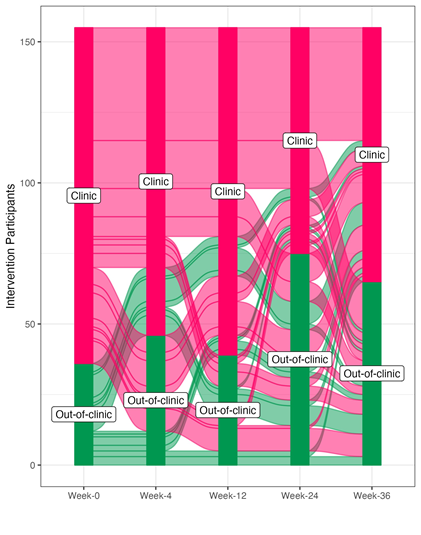 Intervention Participants
150
100
50
0
Clinic
Clinic
Clinic
Clinic
Clinic
Out-of-clinic
Out-of-clinic
Out-of-clinic
Out-of-clinic
Out-of-clinic
Week-0
Week-4
Week-12
Week-24
Week-36